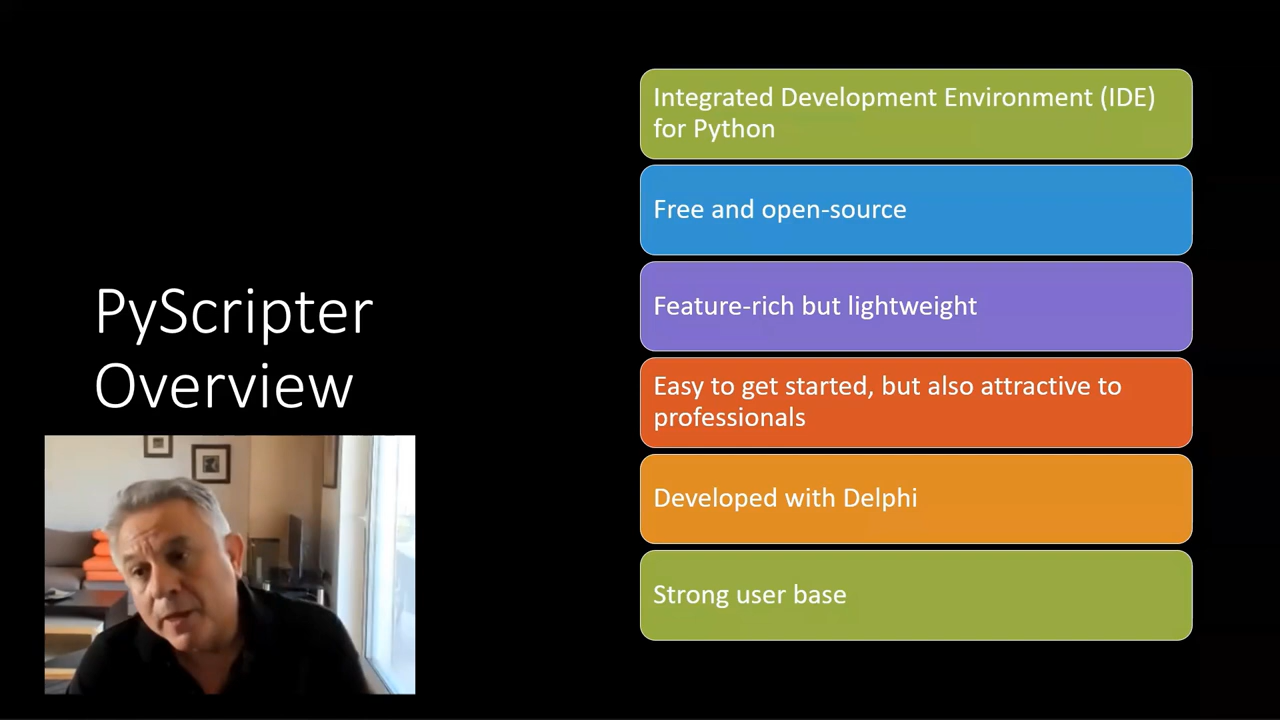 PyScripter
Overview
Integrated Development Environment (IDE)
for Python
Free and open-source
Feature-rich but lightweight
Easy to get started, but also attractive to
professionals
Developed with Delphi
Strong user base